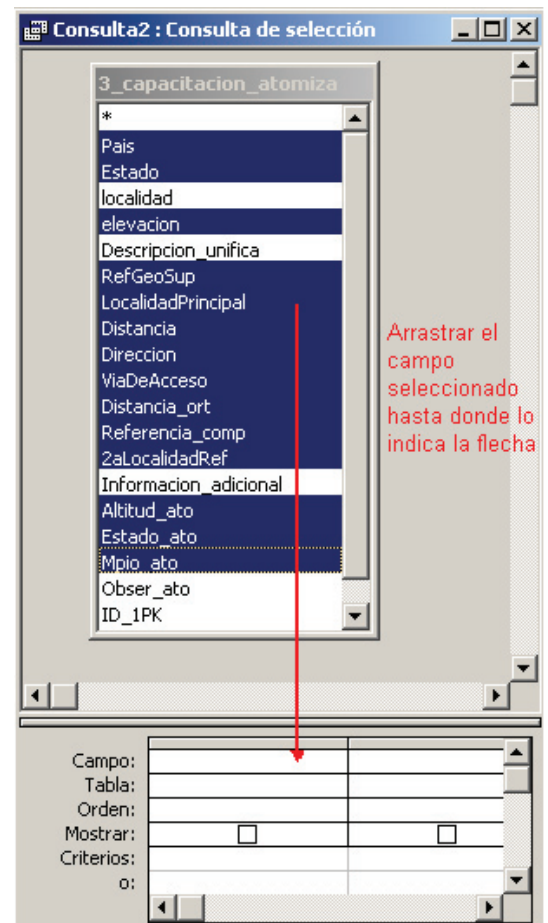 Consulta2 : Consulta de selección
3_capacitacion_atomiza
*
Pais
Estado
localidad
elevacion
Descripcion_unifica
RefGeoSup
LocalidadPrincipal
Distancia
Direccion
ViaDeAcceso
Distancia_ort
Referencia_comp
2aLocalidadRef
Informacion_adicional
Altitud_ato
Estado_ato
Mpio_ato
Obser_ato
ID_1PK
Arrastrar el
campo
seleccionado
hasta donde lo
indica la flecha
Campo:
Tabla:
Orden:
Mostrar:
Criterios:
o: